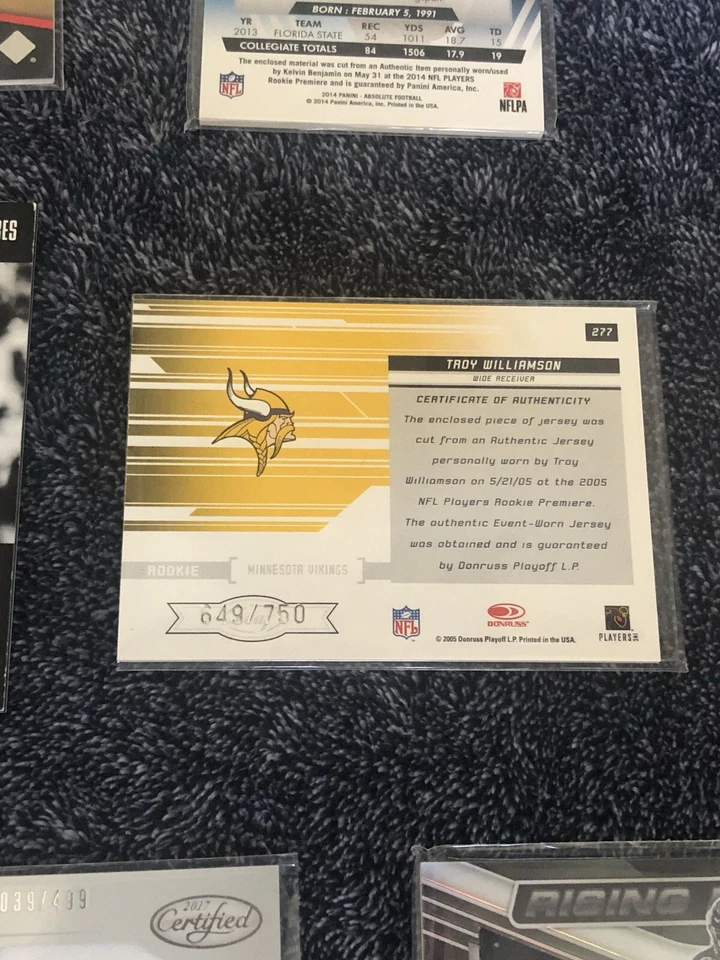 BORN : FEBRUARY 5, 1991
YR TEAM REC YDS AVG TD
2013 FLORIDA STATE 54 1011 18.7 15
COLLEGIATE TOTALS 84 1506 17.9 19
The enclosed material was cut from an Authentic Item personally worn/used
by Kelvin Benjamin on May 31 at the 2014 NFL PLAYERS
Rookie Premiere and is guaranteed by Panini America, Inc.
2014 PANINI - ABSOLUTE FOOTBALL
© 2014 Panini America, Inc. Printed in the USA.
NFL
NFLPA
277
TROY WILLIAMSON
WIDE RECEIVER
CERTIFICATE OF AUTHENTICITY
The enclosed piece of jersey was
cut from an Authentic Jersey
personally worn by Troy
Williamson on 5/21/05 at the 2005
NFL Players Rookie Premiere.
The authentic Event-Worn Jersey
was obtained and is guaranteed
by Donruss Playoff L.P.
ROOKIE MINNESOTA VIKINGS
649/750
NFL
DONRUSS
PLAYERS INC
© 2005 Donruss Playoff L.P. Printed in the USA.
039/499
2017
Certified
RISING